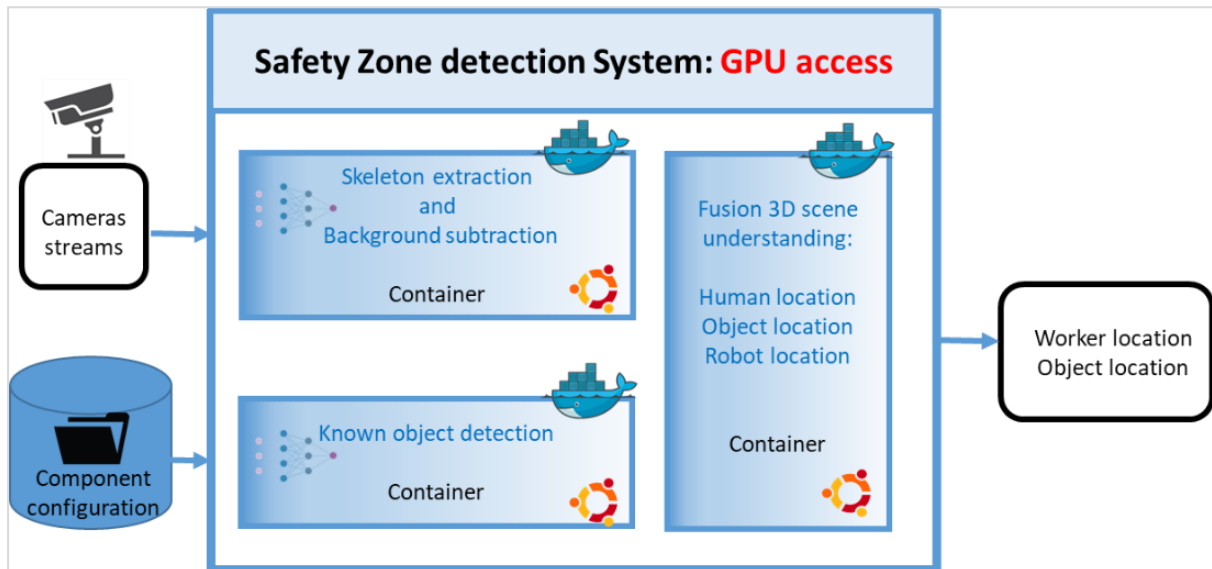 Safety Zone detection System: GPU access
Cameras
streams
Component
configuration
Skeleton extraction
and
Background subtraction
Container
Known object detection
Container
Fusion 3D scene
understanding:
Human location
Object location
Robot location
Container
Worker location
Object location